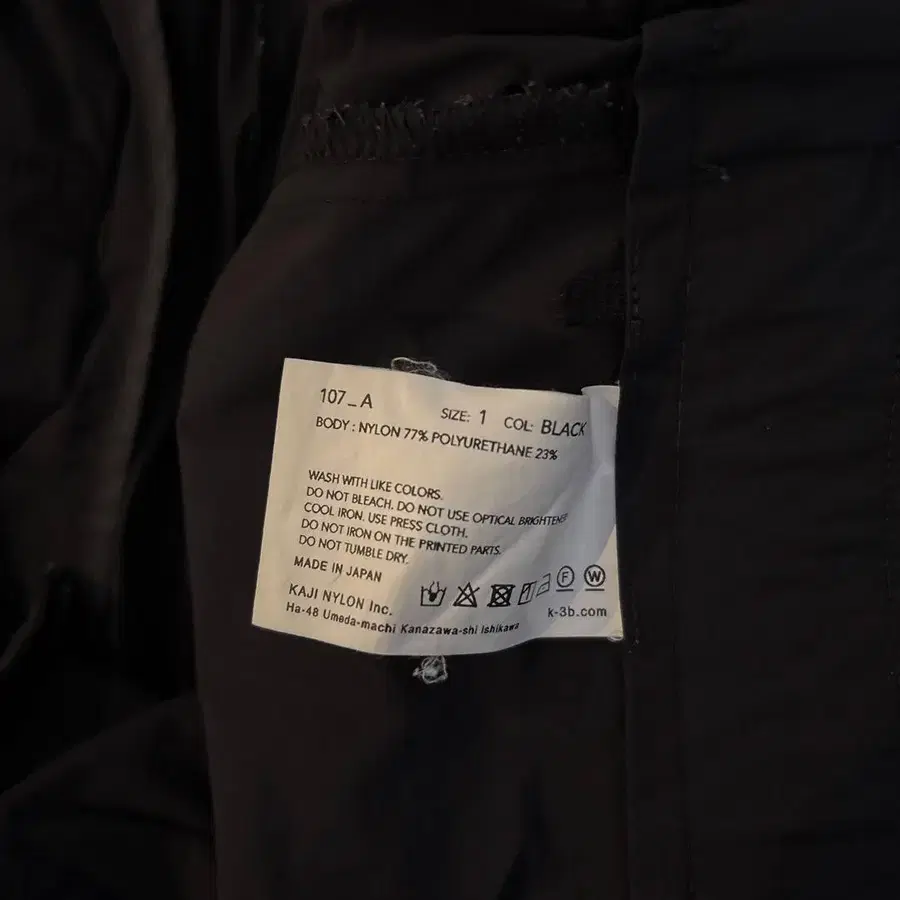 107_A SIZE: 1 COL: BLACK
BODY : NYLON 77% POLYURETHANE 23%
WASH WITH LIKE COLORS.
DO NOT BLEACH. DO NOT USE OPTICAL BRIGHTENER
COOL IRON. USE PRESS CLOTH.
DO NOT IRON ON THE PRINTED PARTS.
DO NOT TUMBLE DRY.
MADE IN JAPAN
F W
KAJI NYLON Inc. k-3b.com
Ha-48 Umeda-machi Kanazawa-shi Ishikawa